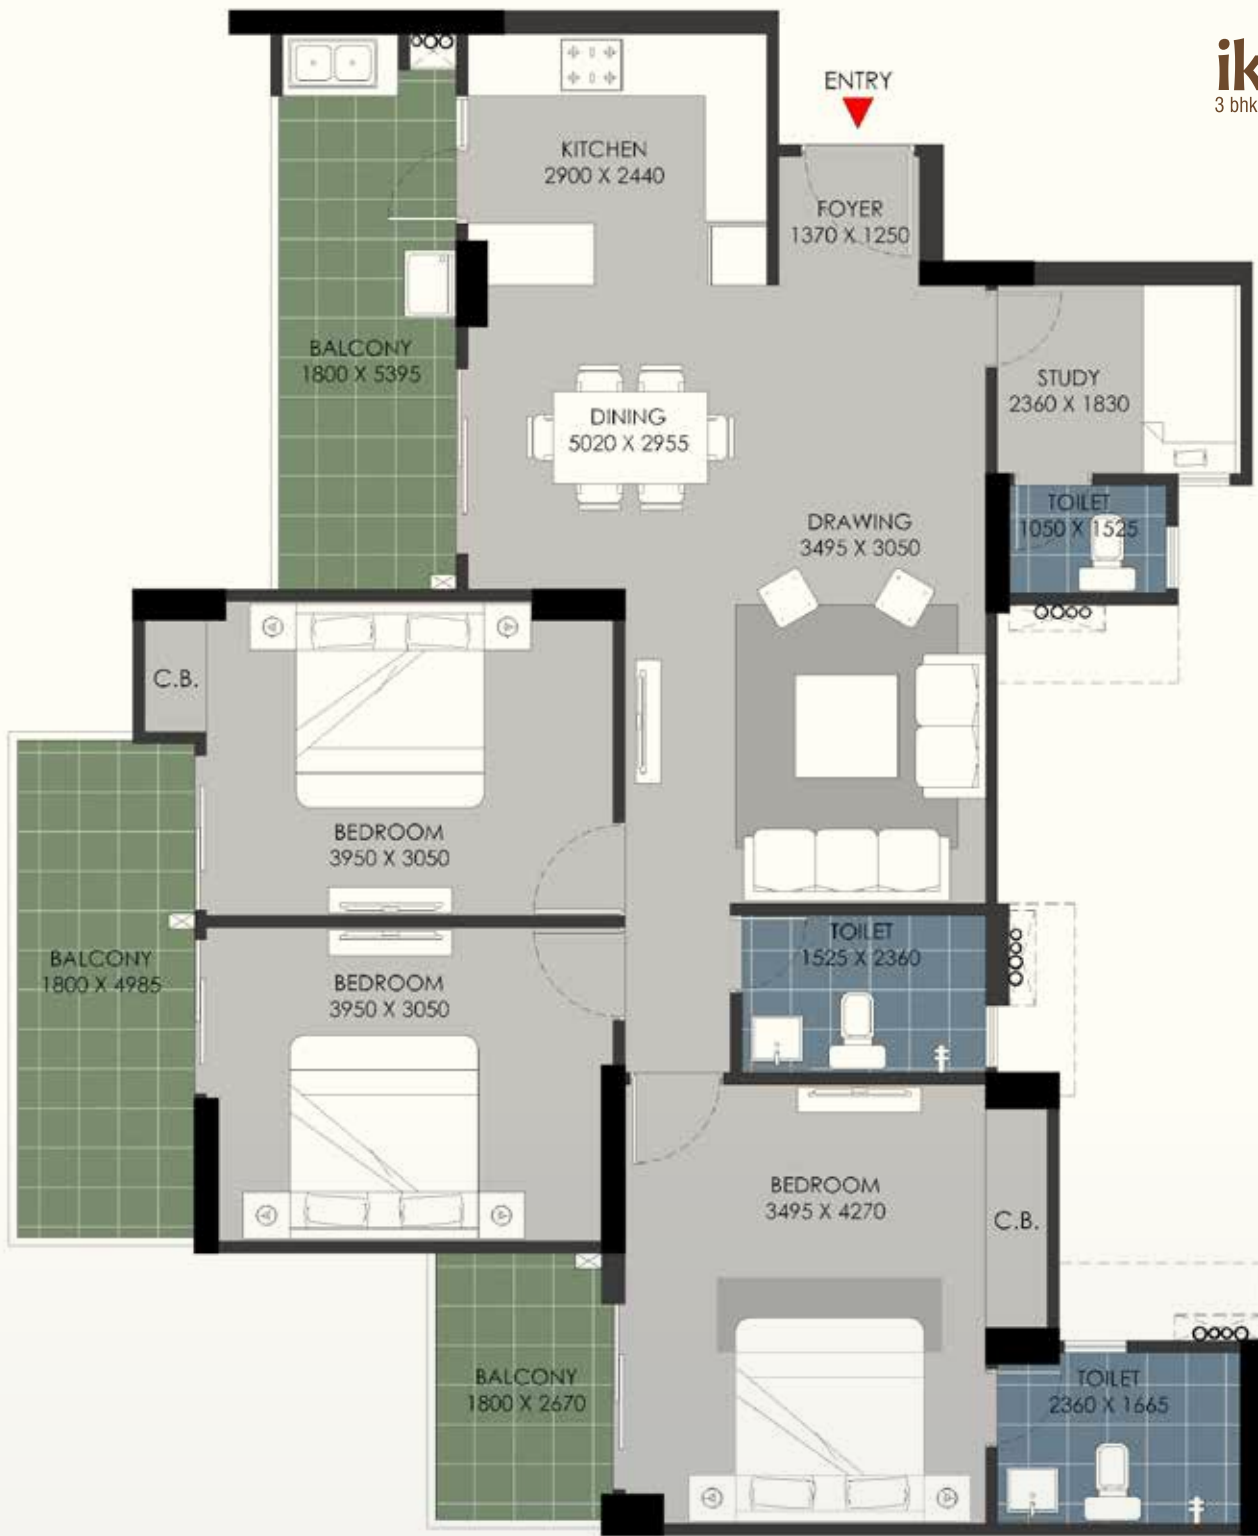 ik
3 bhk
ENTRY
KITCHEN
2900 X 2440
FOYER
1370 X 1250
BALCONY
1800 X 5395
STUDY
2360 X 1830
DINING
5020 X 2955
TOILET
1050 X 1525
DRAWING
3495 X 3050
C.B.
BEDROOM
3950 X 3050
TOILET
1525 X 2360
BALCONY
1800 X 4985
BEDROOM
3950 X 3050
BEDROOM
3495 X 4270
C.B.
BALCONY
1800 X 2670
TOILET
2360 X 1665